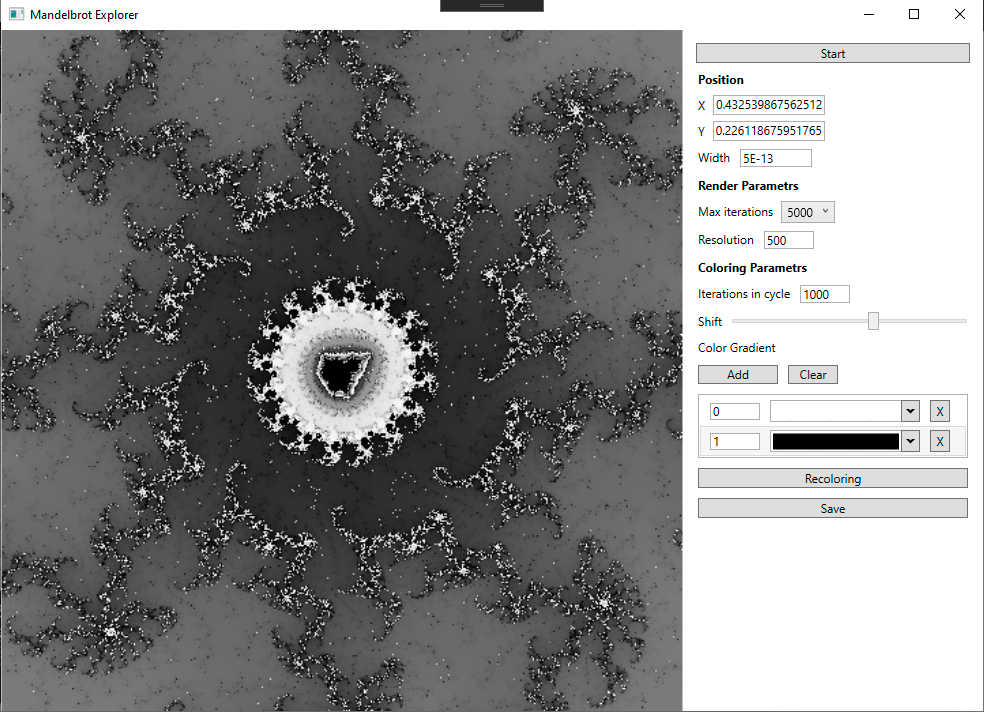 Mandelbrot Explorer
Start
Position
X 0.432539867562512
Y 0.226118675951765
Width 5E-13
Render Parametrs
Max iterations 5000
Resolution 500
Coloring Parametrs
Iterations in cycle 1000
Shift
Color Gradient
Add Clear
0 X
1 X
Recoloring
Save